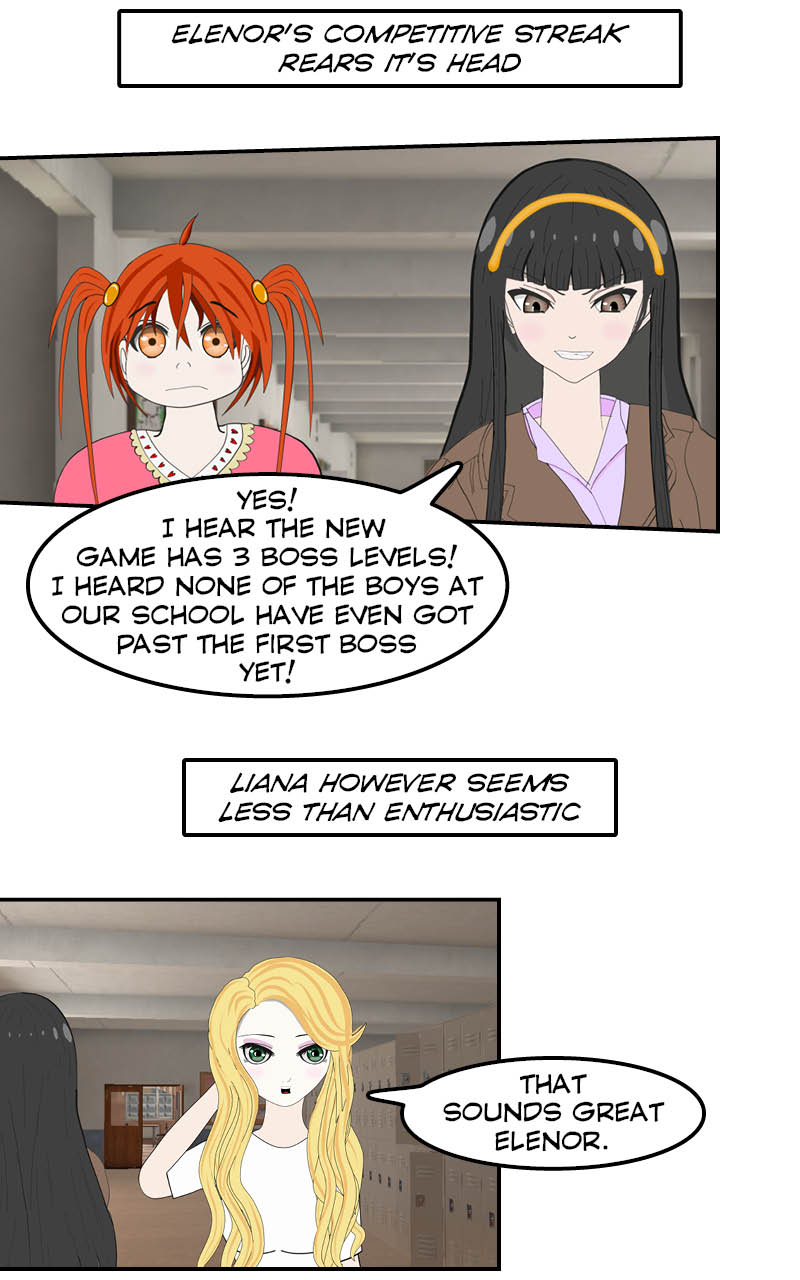 ELENOR'S COMPETITIVE STREAK
REARS IT'S HEAD
YES!
I HEAR THE NEW
GAME HAS 3 BOSS LEVELS!
I HEARD NONE OF THE BOYS AT
OUR SCHOOL HAVE EVEN GOT
PAST THE FIRST BOSS
YET!
LIANA HOWEVER SEEMS
LESS THAN ENTHUSIASTIC
THAT
SOUNDS GREAT
ELENOR.